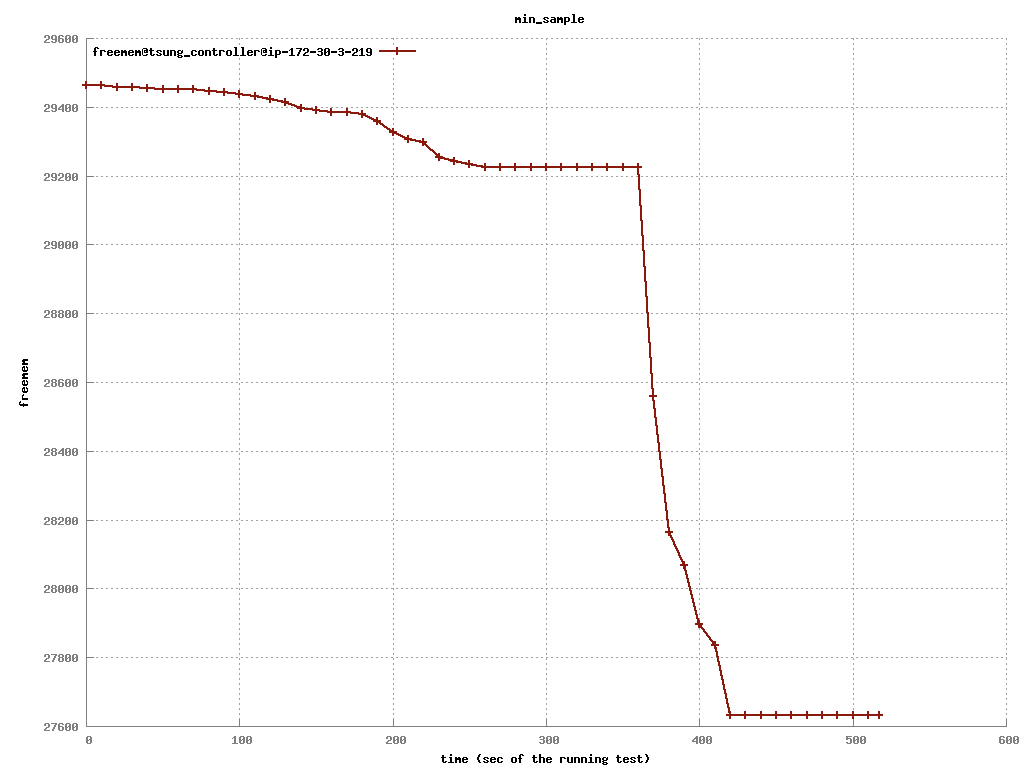 min_sample
freemem@tsung_controller@ip-172-30-3-219
29600
29400
29200
29000
28800
28600
28400
28200
28000
27800
27600
freemem
0 100 200 300 400 500 600
time (sec of the running test)